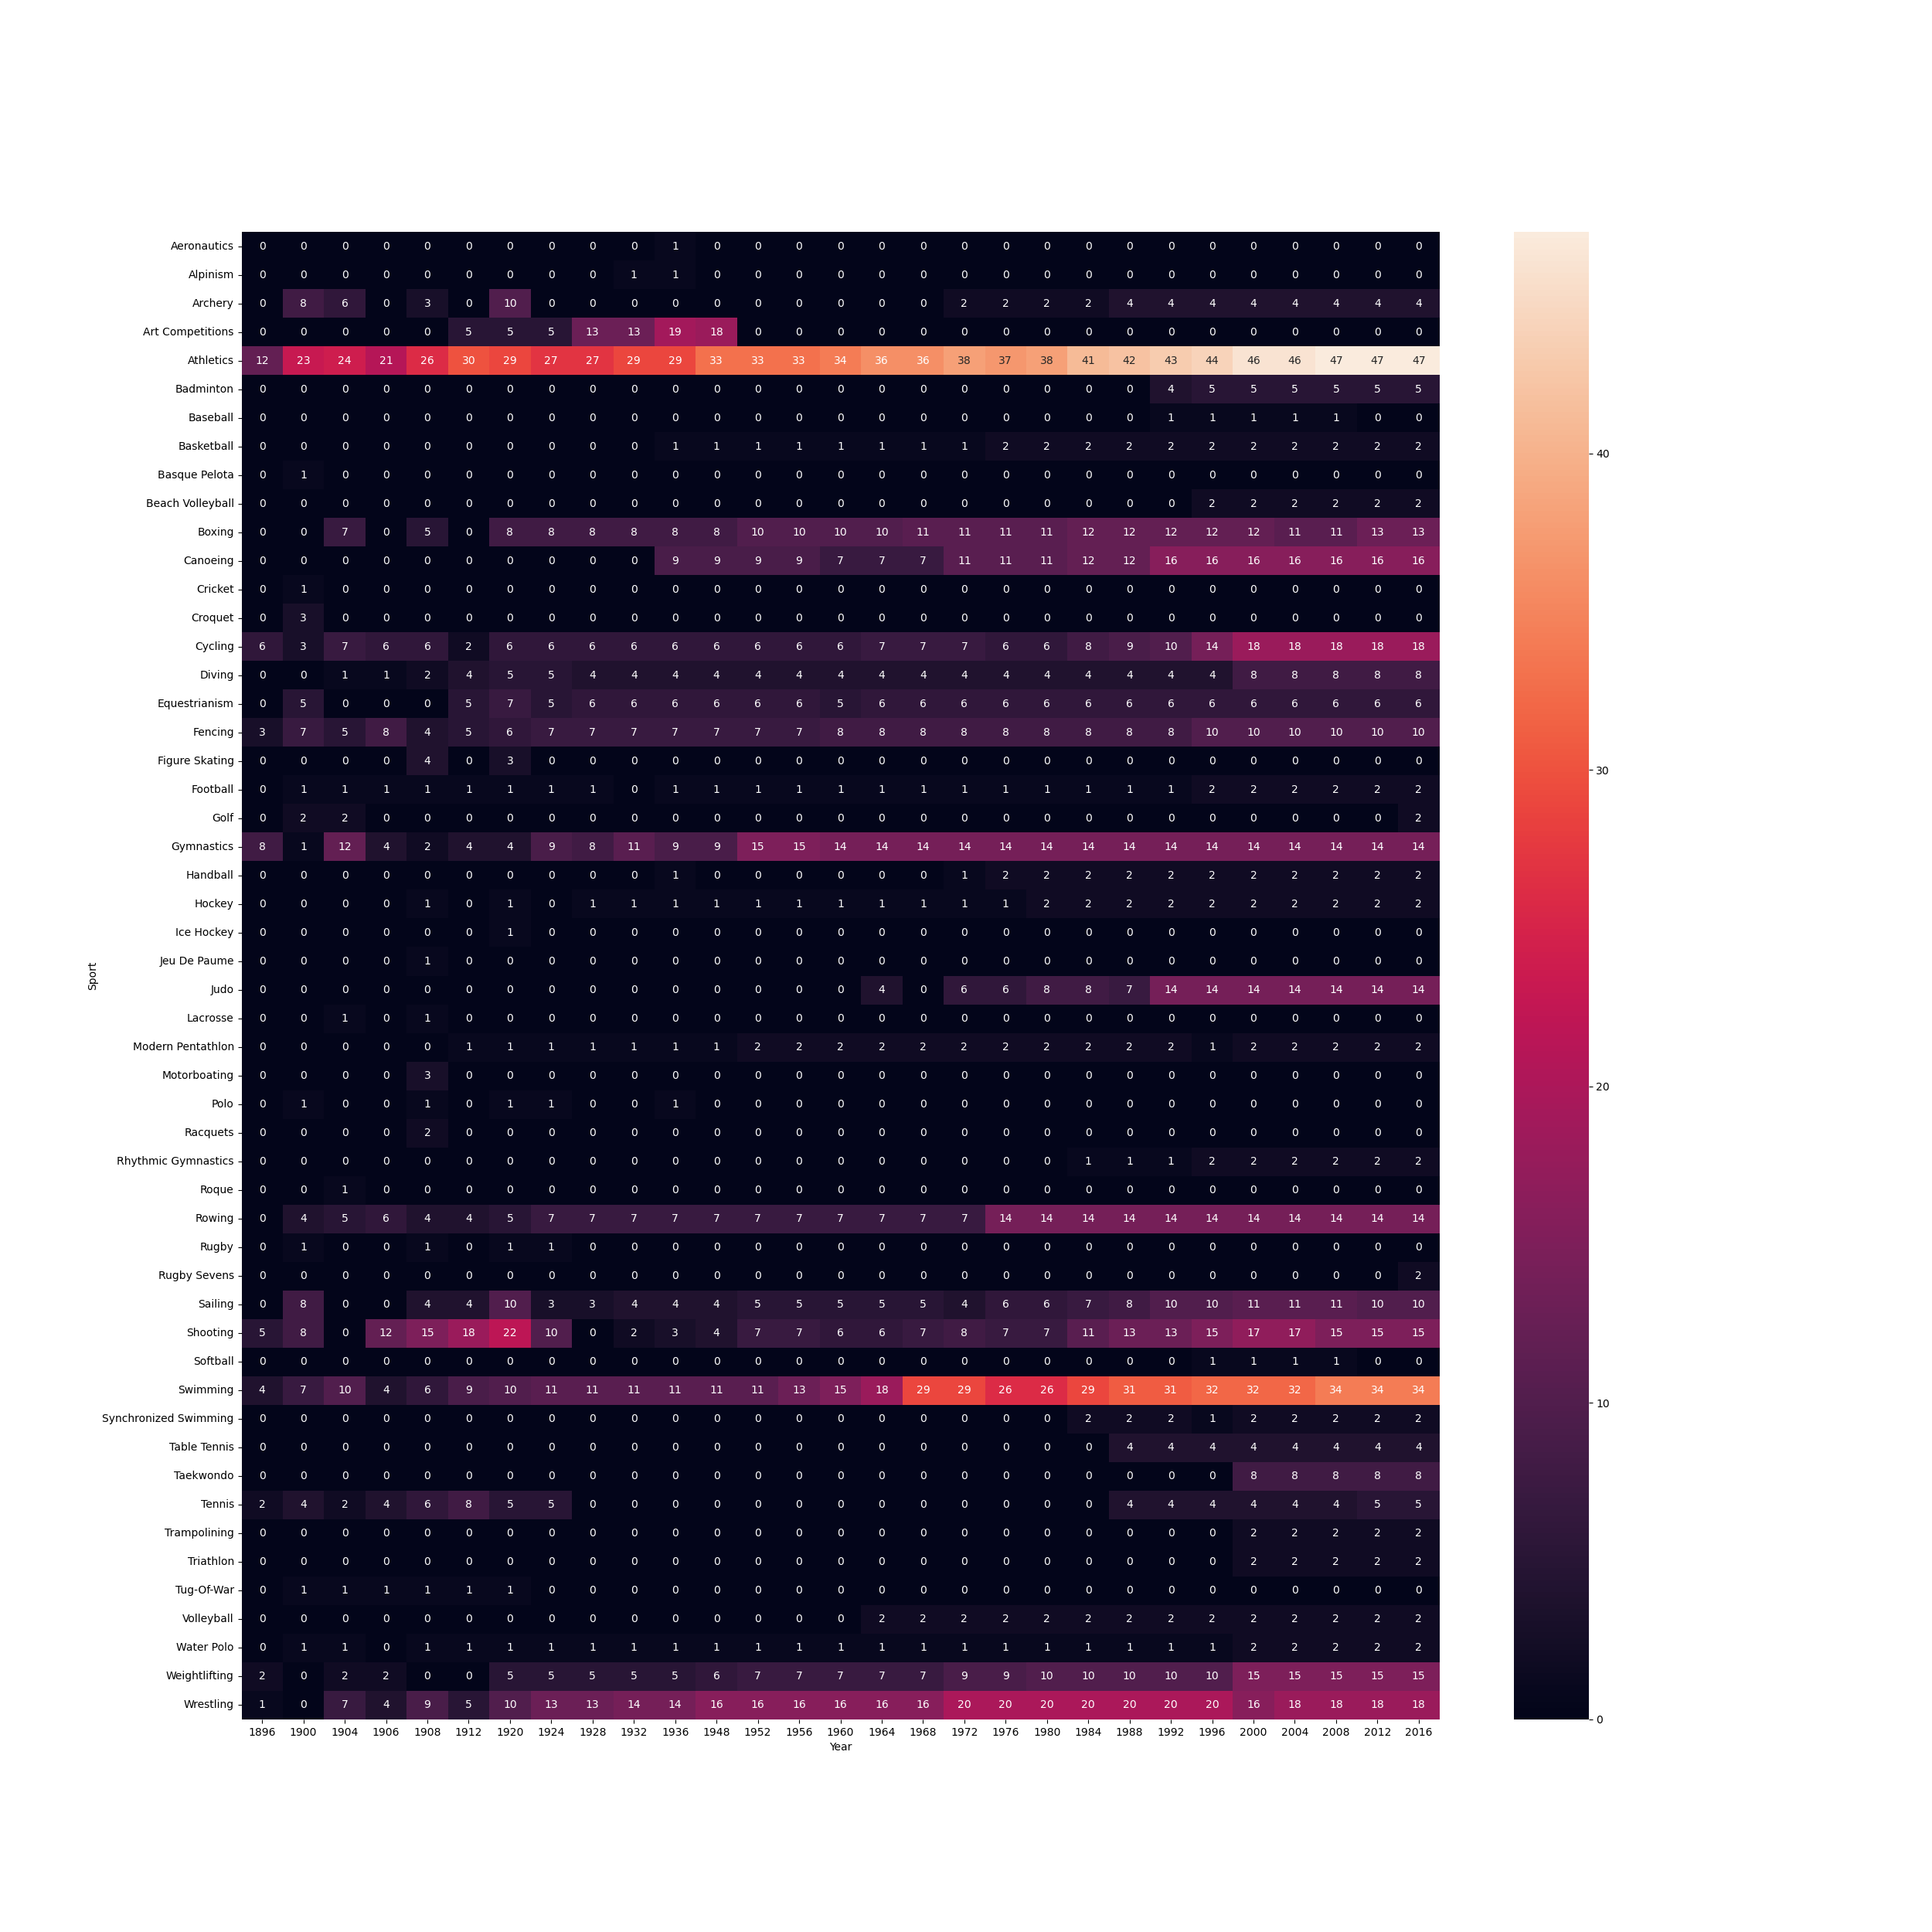 Aeronautics 0 0 0 0 0 0 0 0 0 0 1 0 0 0 0 0 0 0 0 0 0 0 0 0 0 0 0 0 0
Alpinism 0 0 0 0 0 0 0 0 0 1 1 0 0 0 0 0 0 0 0 0 0 0 0 0 0 0 0 0 0
Archery 0 8 6 0 3 0 10 0 0 0 0 0 0 0 0 0 0 2 2 2 2 4 4 4 4 4 4 4 4
Art Competitions 0 0 0 0 0 5 5 5 13 13 19 18 0 0 0 0 0 0 0 0 0 0 0 0 0 0 0 0 0
Athletics 12 23 24 21 26 30 29 27 27 29 29 33 33 33 34 36 36 38 37 38 41 42 43 44 46 46 47 47 47
40
Badminton 0 0 0 0 0 0 0 0 0 0 0 0 0 0 0 0 0 0 0 0 0 0 4 5 5 5 5 5 5
Baseball 0 0 0 0 0 0 0 0 0 0 0 0 0 0 0 0 0 0 0 0 0 0 1 1 1 1 1 0 0
Basketball 0 0 0 0 0 0 0 0 0 0 1 1 1 1 1 1 1 1 2 2 2 2 2 2 2 2 2 2 2
Basque Pelota 0 1 0 0 0 0 0 0 0 0 0 0 0 0 0 0 0 0 0 0 0 0 0 0 0 0 0 0 0
Beach Volleyball 0 0 0 0 0 0 0 0 0 0 0 0 0 0 0 0 0 0 0 0 0 0 0 2 2 2 2 2 2
Boxing 0 0 7 0 5 0 8 8 8 8 8 8 10 10 10 10 11 11 11 11 12 12 12 12 12 11 11 13 13
Canoeing 0 0 0 0 0 0 0 0 0 0 9 9 9 9 7 7 7 11 11 11 12 12 16 16 16 16 16 16 16
Cricket 0 1 0 0 0 0 0 0 0 0 0 0 0 0 0 0 0 0 0 0 0 0 0 0 0 0 0 0 0
Croquet 0 3 0 0 0 0 0 0 0 0 0 0 0 0 0 0 0 0 0 0 0 0 0 0 0 0 0 0 0
Cycling 6 3 7 6 6 2 6 6 6 6 6 6 6 6 6 7 7 7 6 6 8 9 10 14 18 18 18 18 18
Diving 0 0 1 1 2 4 5 5 4 4 4 4 4 4 4 4 4 4 4 4 4 4 4 4 8 8 8 8 8
Equestrianism 0 5 0 0 0 5 7 5 6 6 6 6 6 6 5 6 6 6 6 6 6 6 6 6 6 6 6 6 6
Fencing 3 7 5 8 4 5 6 7 7 7 7 7 7 7 8 8 8 8 8 8 8 8 8 10 10 10 10 10 10
Figure Skating 0 0 0 0 4 0 3 0 0 0 0 0 0 0 0 0 0 0 0 0 0 0 0 0 0 0 0 0 0
30
Football 0 1 1 1 1 1 1 1 1 0 1 1 1 1 1 1 1 1 1 1 1 1 1 2 2 2 2 2 2
Golf 0 2 2 0 0 0 0 0 0 0 0 0 0 0 0 0 0 0 0 0 0 0 0 0 0 0 0 0 2
Gymnastics 8 1 12 4 2 4 4 9 8 11 9 9 15 15 14 14 14 14 14 14 14 14 14 14 14 14 14 14 14
Handball 0 0 0 0 0 0 0 0 0 0 1 0 0 0 0 0 0 1 2 2 2 2 2 2 2 2 2 2 2
Hockey 0 0 0 0 1 0 1 0 1 1 1 1 1 1 1 1 1 1 1 2 2 2 2 2 2 2 2 2 2
Ice Hockey 0 0 0 0 0 0 1 0 0 0 0 0 0 0 0 0 0 0 0 0 0 0 0 0 0 0 0 0 0
Jeu De Paume 0 0 0 0 1 0 0 0 0 0 0 0 0 0 0 0 0 0 0 0 0 0 0 0 0 0 0 0 0
Sport
Judo 0 0 0 0 0 0 0 0 0 0 0 0 0 0 0 4 0 6 6 8 8 7 14 14 14 14 14 14 14
Lacrosse 0 0 1 0 1 0 0 0 0 0 0 0 0 0 0 0 0 0 0 0 0 0 0 0 0 0 0 0 0
Modern Pentathlon 0 0 0 0 0 1 1 1 1 1 1 1 2 2 2 2 2 2 2 2 2 2 2 1 2 2 2 2 2
Motorboating 0 0 0 0 3 0 0 0 0 0 0 0 0 0 0 0 0 0 0 0 0 0 0 0 0 0 0 0 0
20
Polo 0 1 0 0 1 0 1 1 0 0 1 0 0 0 0 0 0 0 0 0 0 0 0 0 0 0 0 0 0
Racquets 0 0 0 0 2 0 0 0 0 0 0 0 0 0 0 0 0 0 0 0 0 0 0 0 0 0 0 0 0
Rhythmic Gymnastics 0 0 0 0 0 0 0 0 0 0 0 0 0 0 0 0 0 0 0 0 1 1 1 2 2 2 2 2 2
Roque 0 0 1 0 0 0 0 0 0 0 0 0 0 0 0 0 0 0 0 0 0 0 0 0 0 0 0 0 0
Rowing 0 4 5 6 4 4 5 7 7 7 7 7 7 7 7 7 7 7 14 14 14 14 14 14 14 14 14 14 14
Rugby 0 1 0 0 1 0 1 1 0 0 0 0 0 0 0 0 0 0 0 0 0 0 0 0 0 0 0 0 0
Rugby Sevens 0 0 0 0 0 0 0 0 0 0 0 0 0 0 0 0 0 0 0 0 0 0 0 0 0 0 0 0 2
Sailing 0 8 0 0 4 4 10 3 3 4 4 4 5 5 5 5 5 4 6 6 7 8 10 10 11 11 11 10 10
Shooting 5 8 0 12 15 18 22 10 0 2 3 4 7 7 6 6 7 8 7 7 11 13 13 15 17 17 15 15 15
Softball 0 0 0 0 0 0 0 0 0 0 0 0 0 0 0 0 0 0 0 0 0 0 0 1 1 1 1 0 0
Swimming 4 7 10 4 6 9 10 11 11 11 11 11 11 13 15 18 29 29 26 26 29 31 31 32 32 32 34 34 34
10
Synchronized Swimming 0 0 0 0 0 0 0 0 0 0 0 0 0 0 0 0 0 0 0 0 2 2 2 1 2 2 2 2 2
Table Tennis 0 0 0 0 0 0 0 0 0 0 0 0 0 0 0 0 0 0 0 0 0 4 4 4 4 4 4 4 4
Taekwondo 0 0 0 0 0 0 0 0 0 0 0 0 0 0 0 0 0 0 0 0 0 0 0 0 8 8 8 8 8
Tennis 2 4 2 4 6 8 5 5 0 0 0 0 0 0 0 0 0 0 0 0 0 4 4 4 4 4 4 5 5
Trampolining 0 0 0 0 0 0 0 0 0 0 0 0 0 0 0 0 0 0 0 0 0 0 0 0 2 2 2 2 2
Triathlon 0 0 0 0 0 0 0 0 0 0 0 0 0 0 0 0 0 0 0 0 0 0 0 0 2 2 2 2 2
Tug-Of-War 0 1 1 1 1 1 1 0 0 0 0 0 0 0 0 0 0 0 0 0 0 0 0 0 0 0 0 0 0
Volleyball 0 0 0 0 0 0 0 0 0 0 0 0 0 0 0 2 2 2 2 2 2 2 2 2 2 2 2 2 2
Water Polo 0 1 1 0 1 1 1 1 1 1 1 1 1 1 1 1 1 1 1 1 1 1 1 1 2 2 2 2 2
Weightlifting 2 0 2 2 0 0 5 5 5 5 5 6 7 7 7 7 7 9 9 10 10 10 10 10 15 15 15 15 15
Wrestling 1 0 7 4 9 5 10 13 13 14 14 16 16 16 16 16 16 20 20 20 20 20 20 20 16 18 18 18 18
0
1896 1900 1904 1906 1908 1912 1920 1924 1928 1932 1936 1948 1952 1956 1960 1964 1968 1972 1976 1980 1984 1988 1992 1996 2000 2004 2008 2012 2016
Year